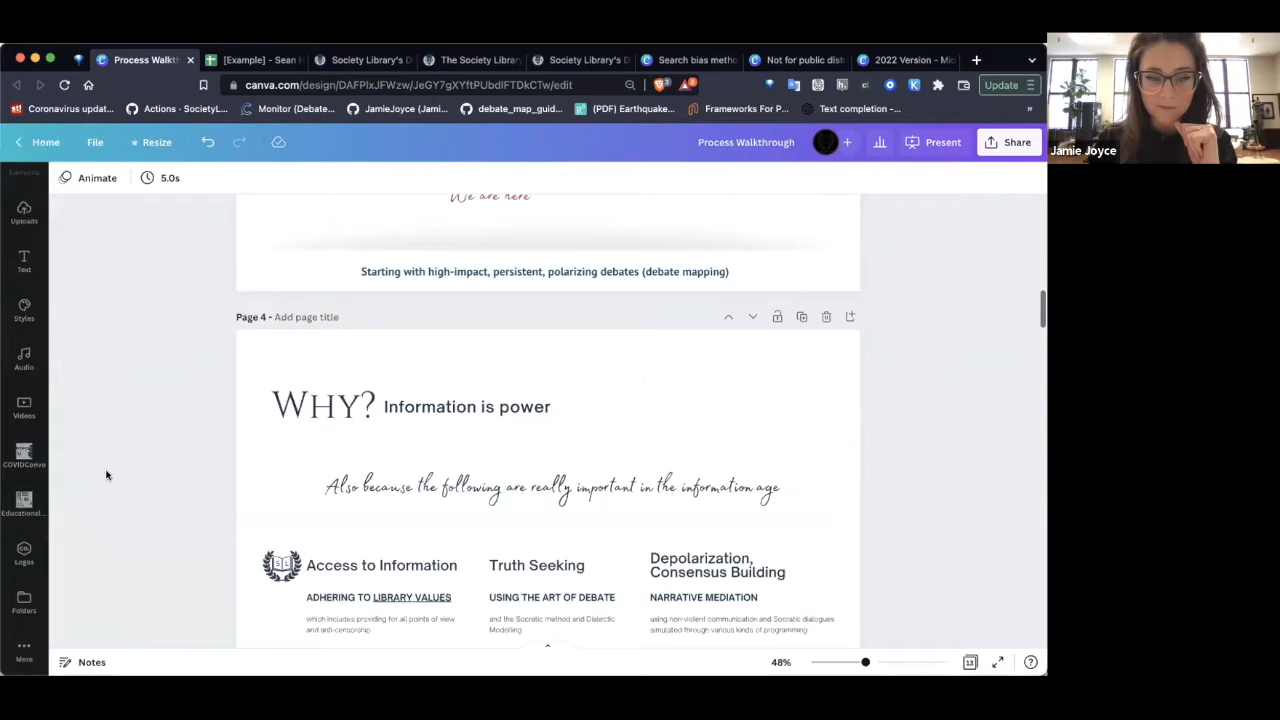 Process Walkth
[Example] - Sean H
Society Library's D
The Society Library
Society Library's D
Search bias metho
Not for public dist
2022 Version - Mic
canva.com/design/DAFPlxJFWzw/JeGY7gXYftPUbdlFTDkCTw/edit
Update
Coronavirus updat...
Actions · SocietyL...
Monitor (Debate...
JamieJoyce (Jami...
debate_map_guid...
(PDF) Earthquake...
Frameworks For P...
Text completion -...
Jamie Joyce
Home
File
Resize
Process Walkthrough
Present
Share
Elements
Animate
5.0s
Uploads
Text
Styles
Audio
Videos
COVIDConvo
Educational ...
Logos
Folders
More
We are here
Starting with high-impact, persistent, polarizing debates (debate mapping)
Page 4 - Add page title
WHY? Information is power
Also because the following are really important in the information age
Access to Information
ADHERING TO LIBRARY VALUES
which includes providing for all points of view
and anti-censorship
Truth Seeking
USING THE ART OF DEBATE
and the Socratic method and Dialectic
Modelling
Depolarization,
Consensus Building
NARRATIVE MEDIATION
using non-violent communication and Socratic dialogues
simulated through various kinds of programming
Notes
48%
13